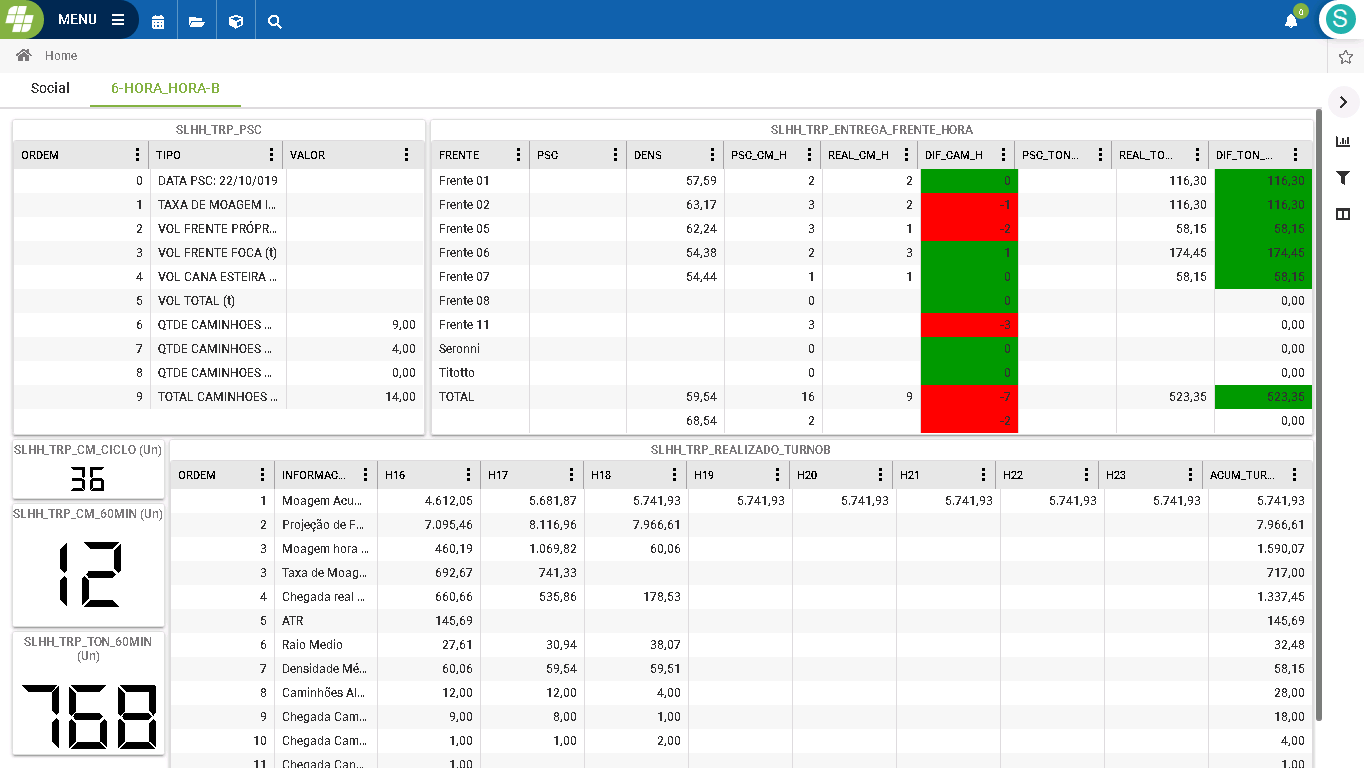 MENU
0
S
Home
Social 6-HORA_HORA-B
SLHH_TRP_PSC
ORDEM TIPO VALOR
0 DATA PSC: 22/10/019
1 TAXA DE MOAGEM I...
2 VOL FRENTE PRÓPR...
3 VOL FRENTE FOCA (t)
4 VOL CANA ESTEIRA ...
5 VOL TOTAL (t)
6 QTDE CAMINHOES ... 9,00
7 QTDE CAMINHOES ... 4,00
8 QTDE CAMINHOES ... 0,00
9 TOTAL CAMINHOES ... 14,00
SLHH_TRP_ENTREGA_FRENTE_HORA
FRENTE PSC DENS PSC_CM_H REAL_CM_H DIF_CAM_H PSC_TON... REAL_TO... DIF_TON_...
Frente 01 57,59 2 2 0 116,30 116,30
Frente 02 63,17 3 2 -1 116,30 116,30
Frente 05 62,24 3 1 -2 58,15 58,15
Frente 06 54,38 2 3 1 174,45 174,45
Frente 07 54,44 1 1 0 58,15 58,15
Frente 08 0 0 0,00
Frente 11 3 -3 0,00
Seronni 0 0 0,00
Titotto 0 0 0,00
TOTAL 59,54 16 9 -7 523,35 523,35
68,54 2 2 0,00
SLHH_TRP_CM_CICLO (Un)
36
SLHH_TRP_CM_60MIN (Un)
12
SLHH_TRP_TON_60MIN
(Un)
768
SLHH_TRP_REALIZADO_TURNOB
ORDEM INFORMAC... H16 H17 H18 H19 H20 H21 H22 H23 ACUM_TUR...
1 Moagem Acu... 4.612,05 5.681,87 5.741,93 5.741,93 5.741,93 5.741,93 5.741,93 5.741,93 5.741,93
2 Projeção de F... 7.095,46 8.116,96 7.966,61 7.966,61
3 Moagem hora ... 460,19 1.069,82 60,06 1.590,07
3 Taxa de Moag... 692,67 741,33 717,00
4 Chegada real ... 660,66 535,86 178,53 1.337,45
5 ATR 145,69 145,69
6 Raio Medio 27,61 30,94 38,07 32,48
7 Densidade Mé... 60,06 59,54 59,51 58,15
8 Caminhões Al... 12,00 12,00 4,00 28,00
9 Chegada Cam... 9,00 8,00 1,00 18,00
10 Chegada Cam... 1,00 1,00 2,00 4,00
11 Chegada Can... 1,00 1,00